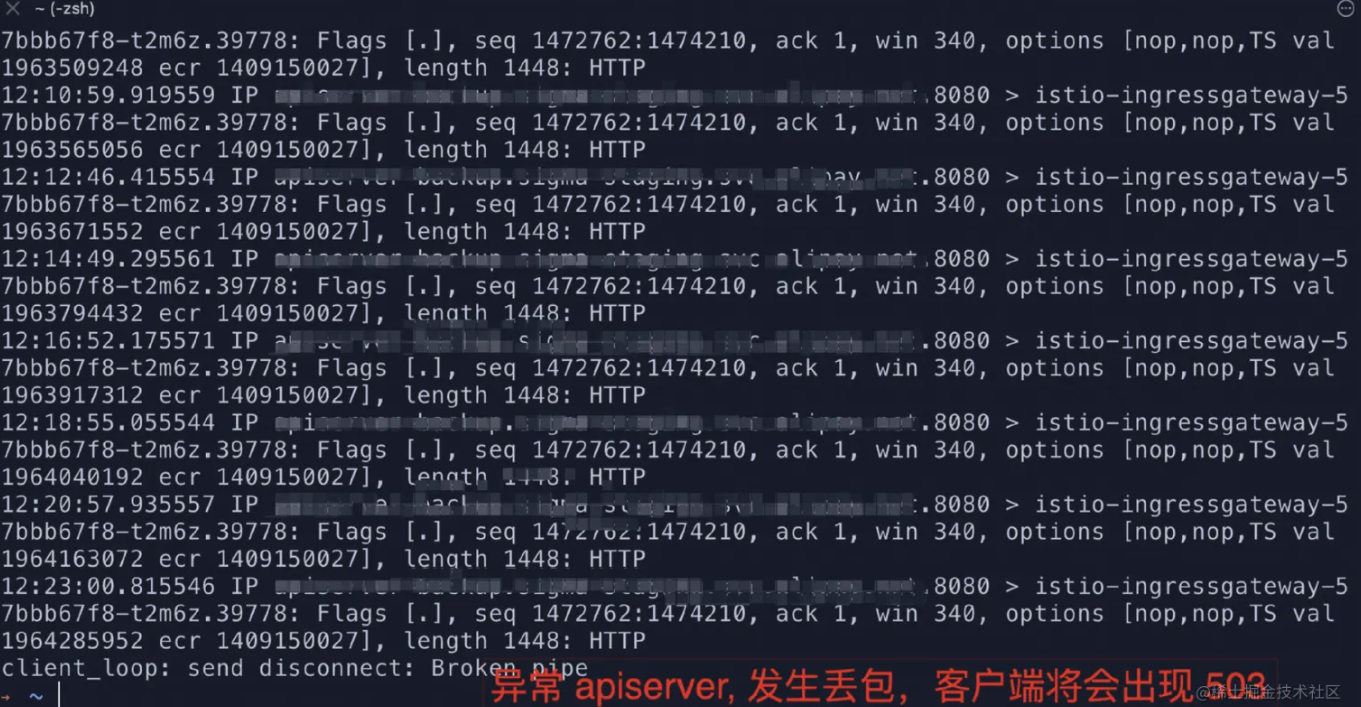 ~ (-zsh)
7bbb67f8-t2m6z.39778: Flags [.], seq 1472762:1474210, ack 1, win 340, options [nop,nop,TS val
1963509248 ecr 1409150027], length 1448: HTTP
12:10:59.919559 IP .8080 > istio-ingressgateway-5
7bbb67f8-t2m6z.39778: Flags [.], seq 1472762:1474210, ack 1, win 340, options [nop,nop,TS val
1963565056 ecr 1409150027], length 1448: HTTP
12:12:46.415554 IP .8080 > istio-ingressgateway-5
7bbb67f8-t2m6z.39778: Flags [.], seq 1472762:1474210, ack 1, win 340, options [nop,nop,TS val
1963671552 ecr 1409150027], length 1448: HTTP
12:14:49.295561 IP .8080 > istio-ingressgateway-5
7bbb67f8-t2m6z.39778: Flags [.], seq 1472762:1474210, ack 1, win 340, options [nop,nop,TS val
1963794432 ecr 1409150027], length 1448: HTTP
12:16:52.175571 IP .8080 > istio-ingressgateway-5
7bbb67f8-t2m6z.39778: Flags [.], seq 1472762:1474210, ack 1, win 340, options [nop,nop,TS val
1963917312 ecr 1409150027], length 1448: HTTP
12:18:55.055544 IP .8080 > istio-ingressgateway-5
7bbb67f8-t2m6z.39778: Flags [.], seq 1472762:1474210, ack 1, win 340, options [nop,nop,TS val
1964040192 ecr 1409150027], length 1448: HTTP
12:20:57.935557 IP .8080 > istio-ingressgateway-5
7bbb67f8-t2m6z.39778: Flags [.], seq 1472762:1474210, ack 1, win 340, options [nop,nop,TS val
1964163072 ecr 1409150027], length 1448: HTTP
12:23:00.815546 IP .8080 > istio-ingressgateway-5
7bbb67f8-t2m6z.39778: Flags [.], seq 1472762:1474210, ack 1, win 340, options [nop,nop,TS val
1964285952 ecr 1409150027], length 1448: HTTP
client_loop: send disconnect: Broken pipe
→ ~
异常 apiserver, 发生丢包，客户端将会出现 503
@稀土掘金技术社区